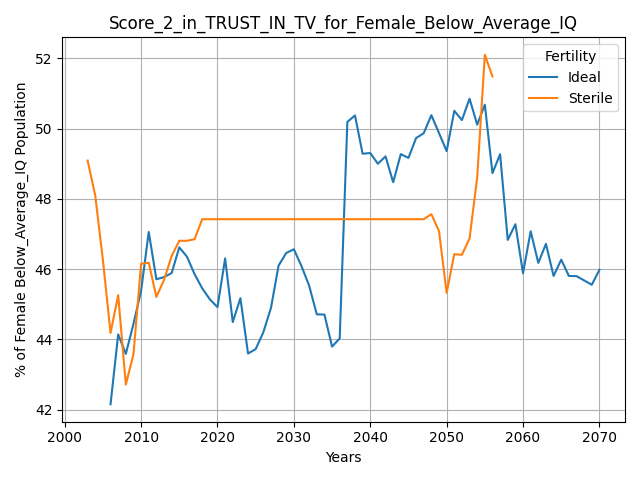 Score_2_in_TRUST_IN_TV_for_Female_Below_Average_IQ
% of Female Below_Average_IQ Population
52
50
48
46
44
42
Fertility
Ideal
Sterile
2000 2010 2020 2030 2040 2050 2060 2070
Years